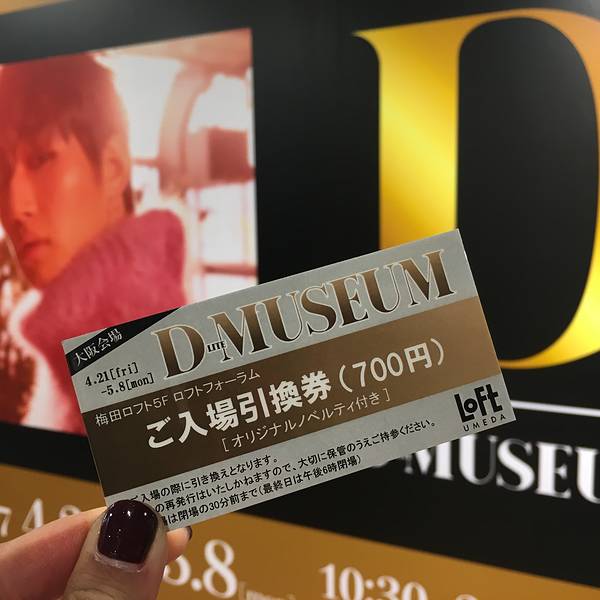 D
大阪会場
D-LITE MUSEUM
4.21[fri]
-5.8[mon]
梅田ロフト5F ロフトフォーラム
ご入場引換券(700円)
[オリジナルノベルティ付き]
LOFT
UMEDA
ご入場の際に引き換えとなります。
の再発行はいたしかねますので、大切に保管のうえご持参ください。
は閉場の30分前まで(最終日は午後6時閉場)
MUSEU
7 4.2
5.8[mon]
10:30